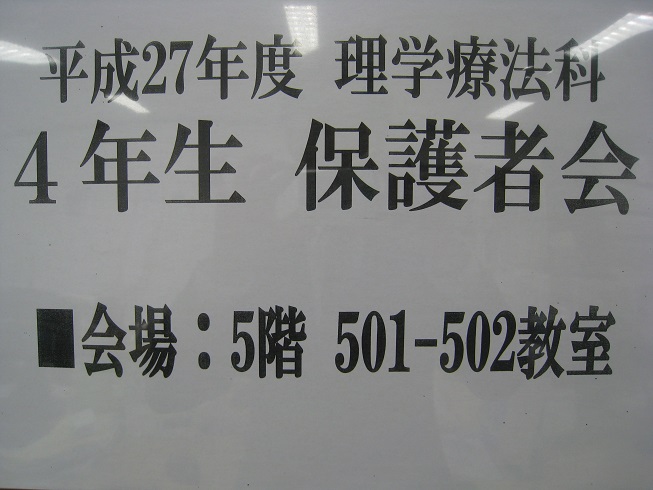 平成27年度 理学療法科
4年生 保護者会
■会場：5階 501-502教室